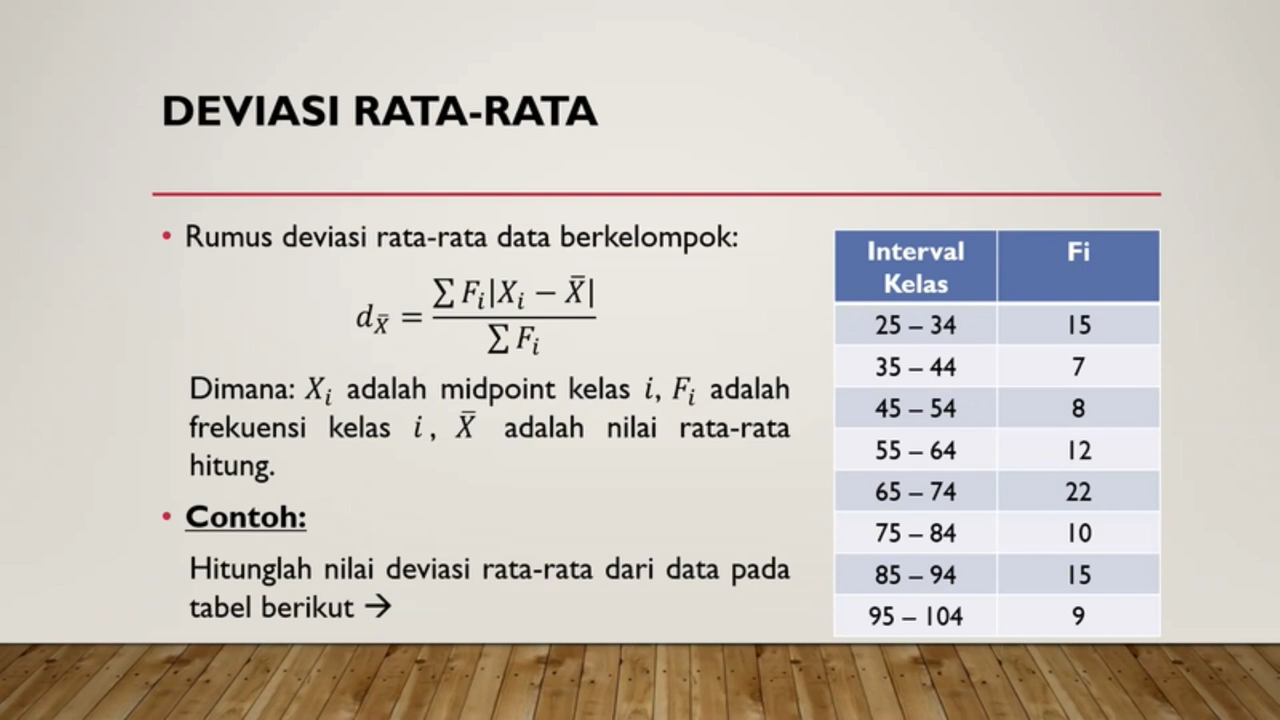 DEVIASI RATA-RATA
• Rumus deviasi rata-rata data berkelompok:
d_X̄ = ∑ F_i|X_i − X̄| / ∑ F_i
Dimana: X_i adalah midpoint kelas i, F_i adalah
frekuensi kelas i, X̄ adalah nilai rata-rata
hitung.
• Contoh:
Hitunglah nilai deviasi rata-rata dari data pada
tabel berikut →
Interval Kelas Fi
25 – 34 15
35 – 44 7
45 – 54 8
55 – 64 12
65 – 74 22
75 – 84 10
85 – 94 15
95 – 104 9